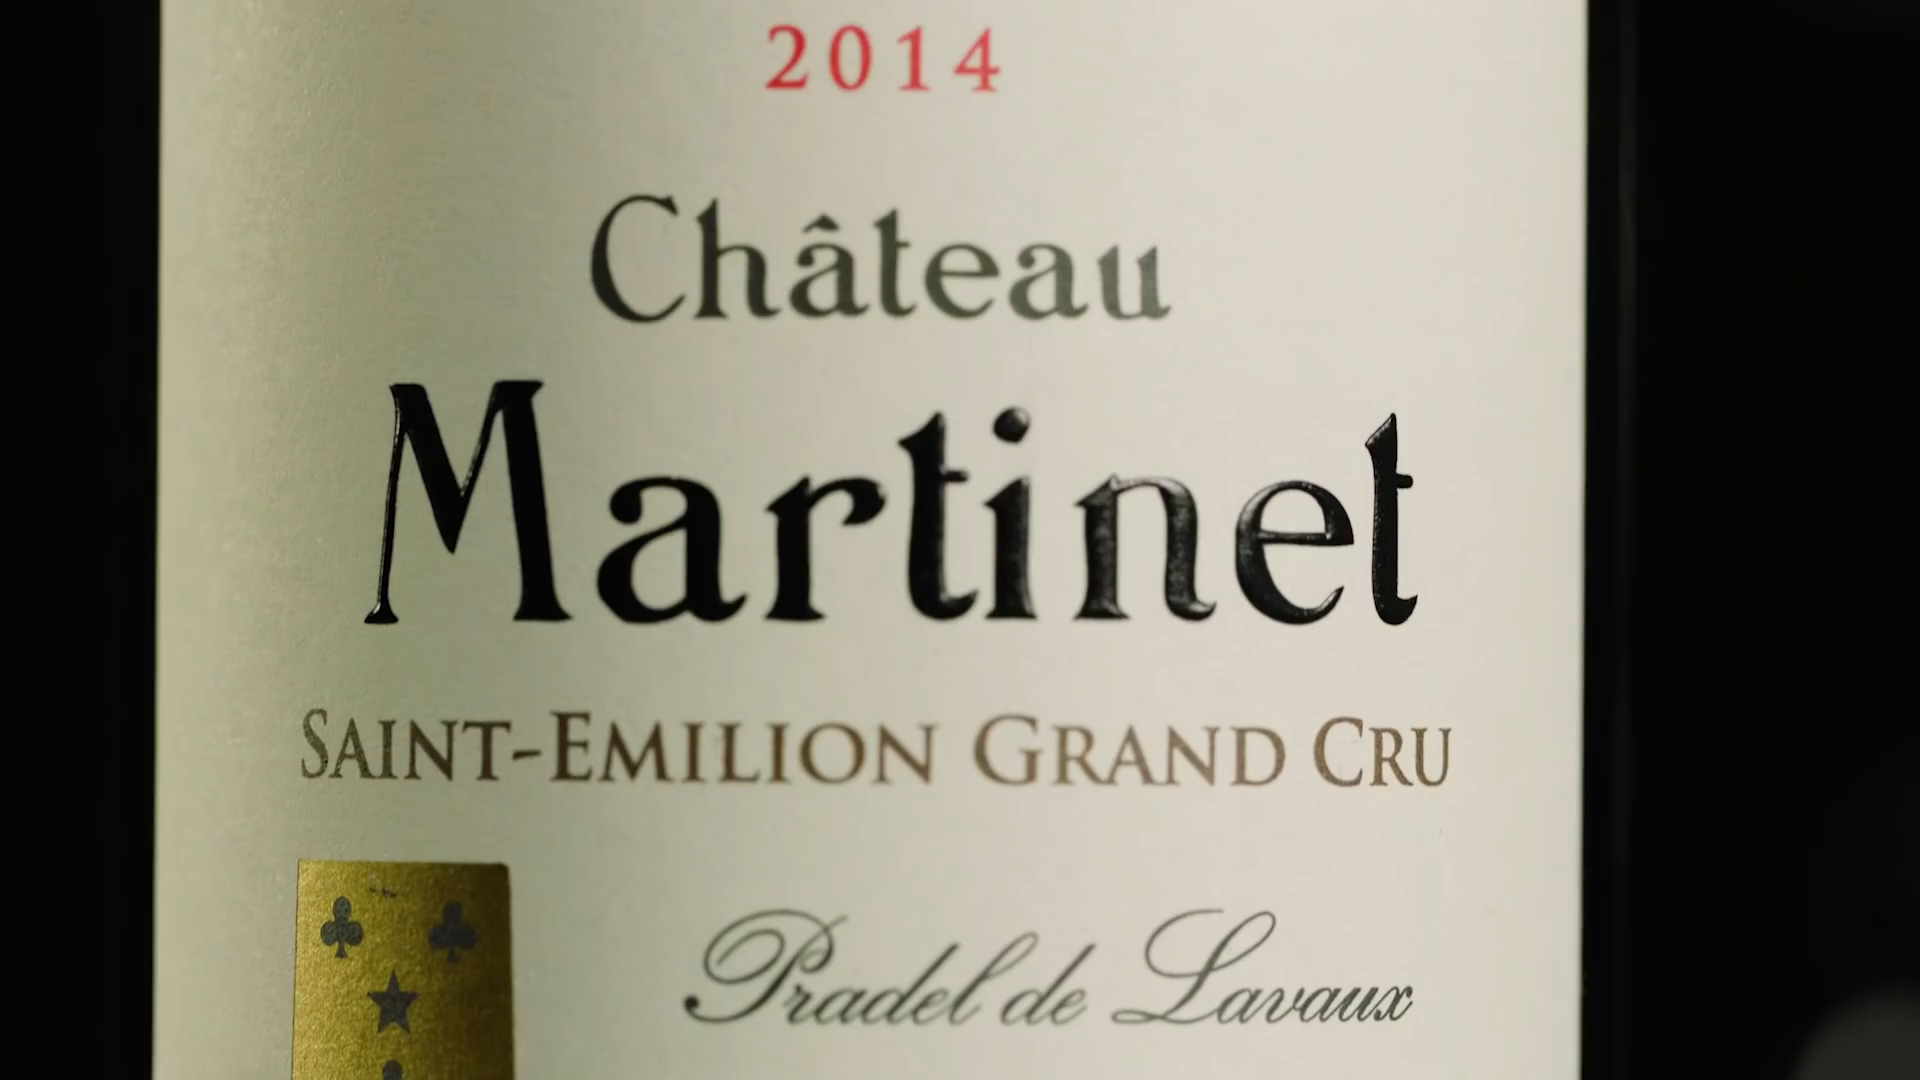 2014
Château
Martinet
SAINT-EMILION GRAND CRU
Pradel de Lavaux